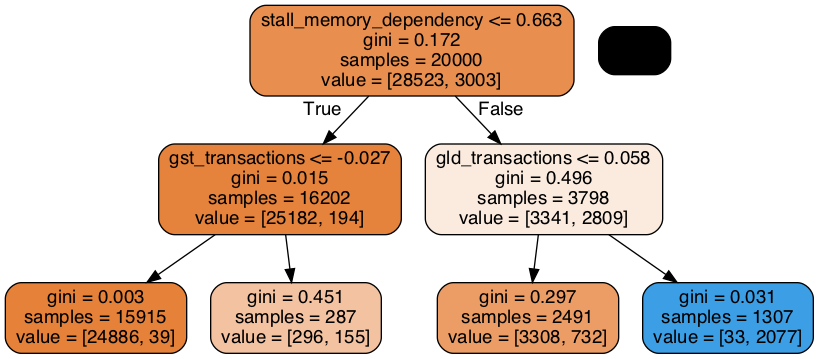 stall_memory_dependency <= 0.663
gini = 0.172
samples = 20000
value = [28523, 3003]
True
False
gst_transactions <= -0.027
gini = 0.015
samples = 16202
value = [25182, 194]
gld_transactions <= 0.058
gini = 0.496
samples = 3798
value = [3341, 2809]
gini = 0.003
samples = 15915
value = [24886, 39]
gini = 0.451
samples = 287
value = [296, 155]
gini = 0.297
samples = 2491
value = [3308, 732]
gini = 0.031
samples = 1307
value = [33, 2077]